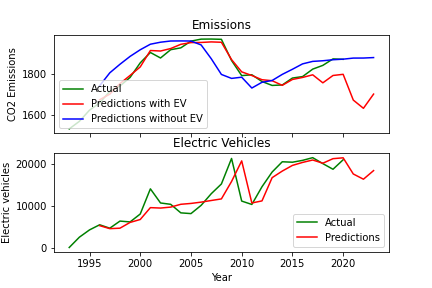 Emissions
CO2 Emissions
1800
1600
Actual
Predictions with EV
Predictions without EV
Electric Vehicles
Electric vehicles
20000
10000
0
Actual
Predictions
1995 2000 2005 2010 2015 2020
Year